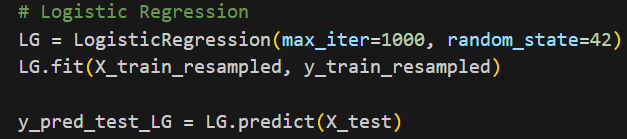 # Logistic Regression
LG = LogisticRegression(max_iter=1000, random_state=42)
LG.fit(X_train_resampled, y_train_resampled)
y_pred_test_LG = LG.predict(X_test)